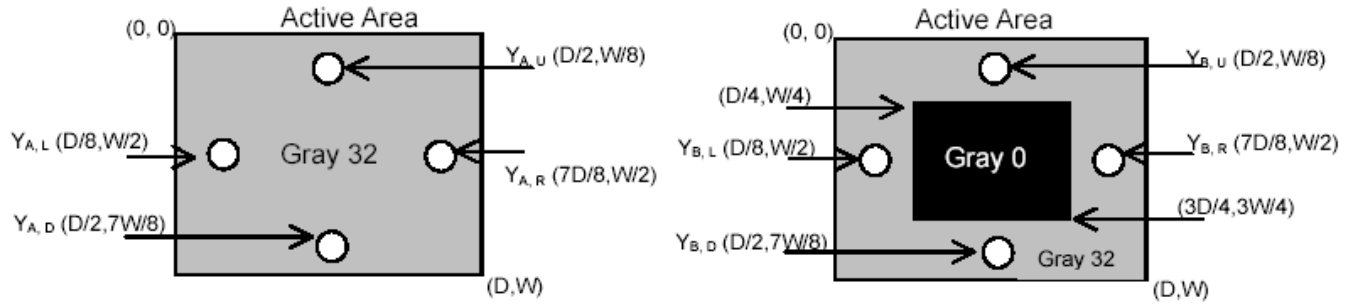 Active Area
(0, 0)
YA, U (D/2,W/8)
YA, L (D/8,W/2)
Gray 32
YA, R (7D/8,W/2)
YA, D (D/2,7W/8)
(D,W)
Active Area
(0, 0)
YB, U (D/2,W/8)
(D/4,W/4)
YB, L (D/8,W/2)
Gray 0
YB, R (7D/8,W/2)
(3D/4,3W/4)
YB, D (D/2,7W/8)
Gray 32
(D,W)